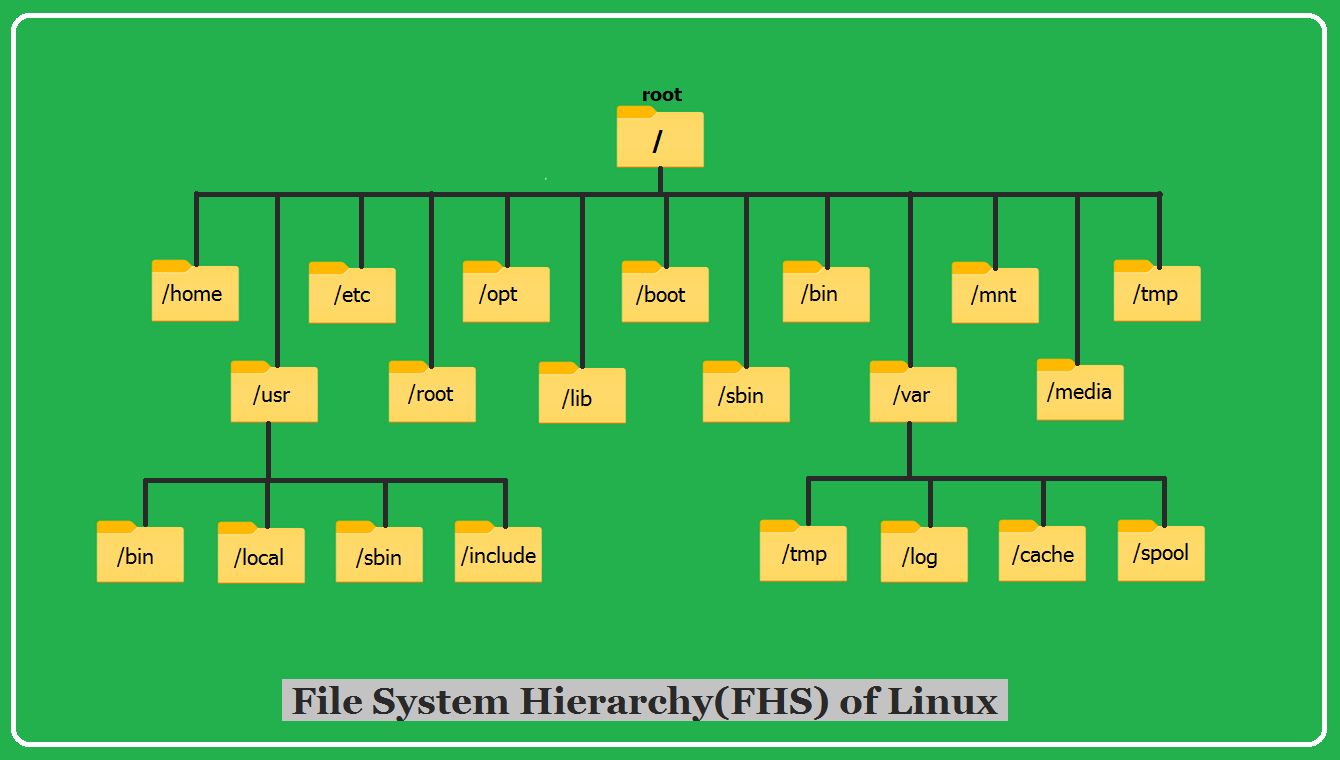 root
/
/home
/etc
/opt
/boot
/bin
/mnt
/tmp
/usr
/root
/lib
/sbin
/var
/media
/bin
/local
/sbin
/include
/tmp
/log
/cache
/spool
File System Hierarchy(FHS) of Linux